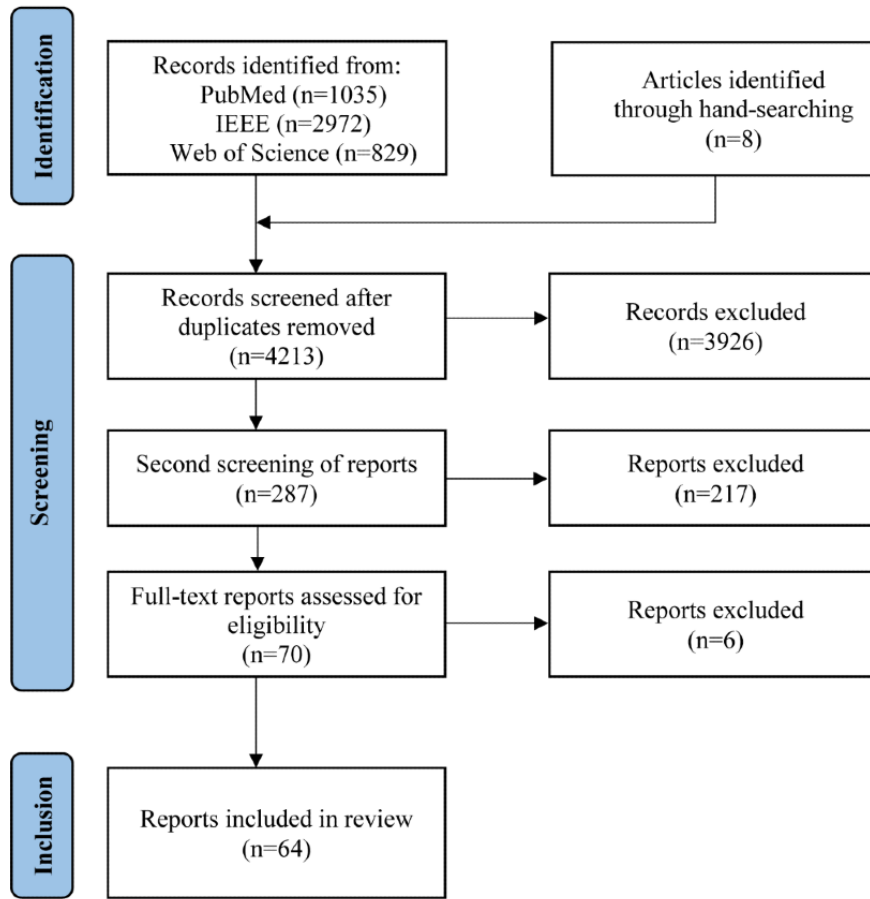 Identification
Records identified from:
PubMed (n=1035)
IEEE (n=2972)
Web of Science (n=829)
Articles identified
through hand-searching
(n=8)
Screening
Records screened after
duplicates removed
(n=4213)
Records excluded
(n=3926)
Second screening of reports
(n=287)
Reports excluded
(n=217)
Full-text reports assessed for
eligibility
(n=70)
Reports excluded
(n=6)
Inclusion
Reports included in review
(n=64)